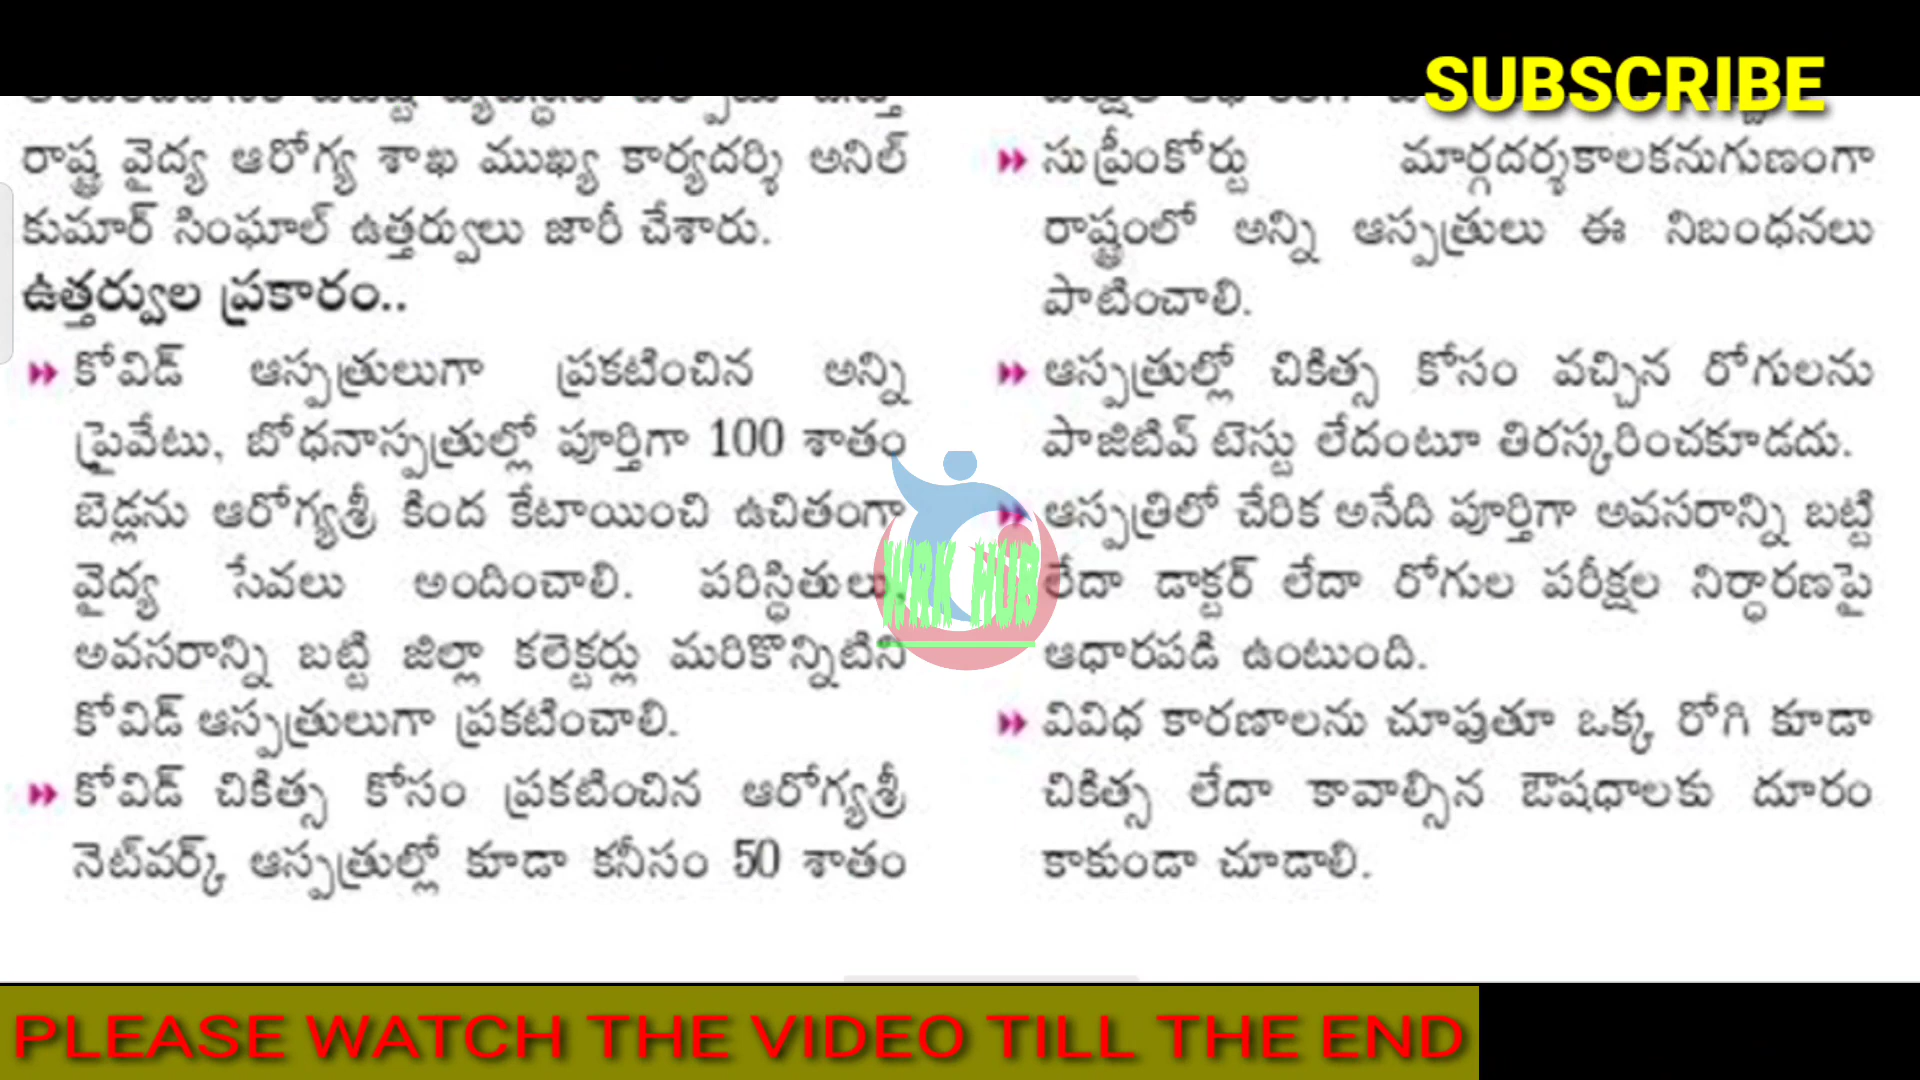 SUBSCRIBE
రాష్ట్ర వైద్య ఆరోగ్య శాఖ ముఖ్య కార్యదర్శి అనిల్
కుమార్ సింఘాల్ ఉత్తర్వులు జారీ చేశారు.
ఉత్తర్వుల ప్రకారం..
కోవిడ్ ఆస్పత్రులుగా ప్రకటించిన అన్ని
ప్రైవేటు, బోధనాస్పత్రుల్లో పూర్తిగా 100 శాతం
బెడ్లను ఆరోగ్యశ్రీ కింద కేటాయించి ఉచితంగా
వైద్య సేవలు అందించాలి. పరిస్థితులు,
అవసరాన్ని బట్టి జిల్లా కలెక్టర్లు మరికొన్నిటిని
కోవిడ్ ఆస్పత్రులుగా ప్రకటించాలి.
కోవిడ్ చికిత్స కోసం ప్రకటించిన ఆరోగ్యశ్రీ
నెట్‌వర్క్ ఆస్పత్రుల్లో కూడా కనీసం 50 శాతం
సుప్రీంకోర్టు మార్గదర్శకాలకనుగుణంగా
రాష్ట్రంలో అన్ని ఆస్పత్రులు ఈ నిబంధనలు
పాటించాలి.
ఆస్పత్రుల్లో చికిత్స కోసం వచ్చిన రోగులను
పాజిటివ్ టెస్టు లేదంటూ తిరస్కరించకూడదు.
ఆస్పత్రిలో చేరిక అనేది పూర్తిగా అవసరాన్ని బట్టి
లేదా డాక్టర్ లేదా రోగుల పరీక్షల నిర్ధారణపై
ఆధారపడి ఉంటుంది.
వివిధ కారణాలను చూపుతూ ఒక్క రోగి కూడా
చికిత్స లేదా కావాల్సిన ఔషధాలకు దూరం
కాకుండా చూడాలి.
WRK HUB
PLEASE WATCH THE VIDEO TILL THE END